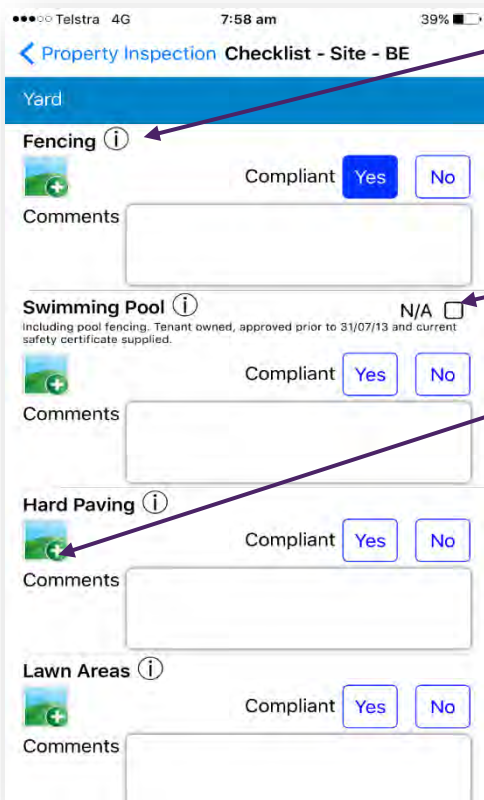 Telstra 4G 7:58 am 39%
Property Inspection Checklist - Site - BE
Yard
Fencing i
Compliant Yes No
Comments
Swimming Pool i N/A
Including pool fencing. Tenant owned, approved prior to 31/07/13 and current
safety certificate supplied.
Compliant Yes No
Comments
Hard Paving i
Compliant Yes No
Comments
Lawn Areas i
Compliant Yes No
Comments